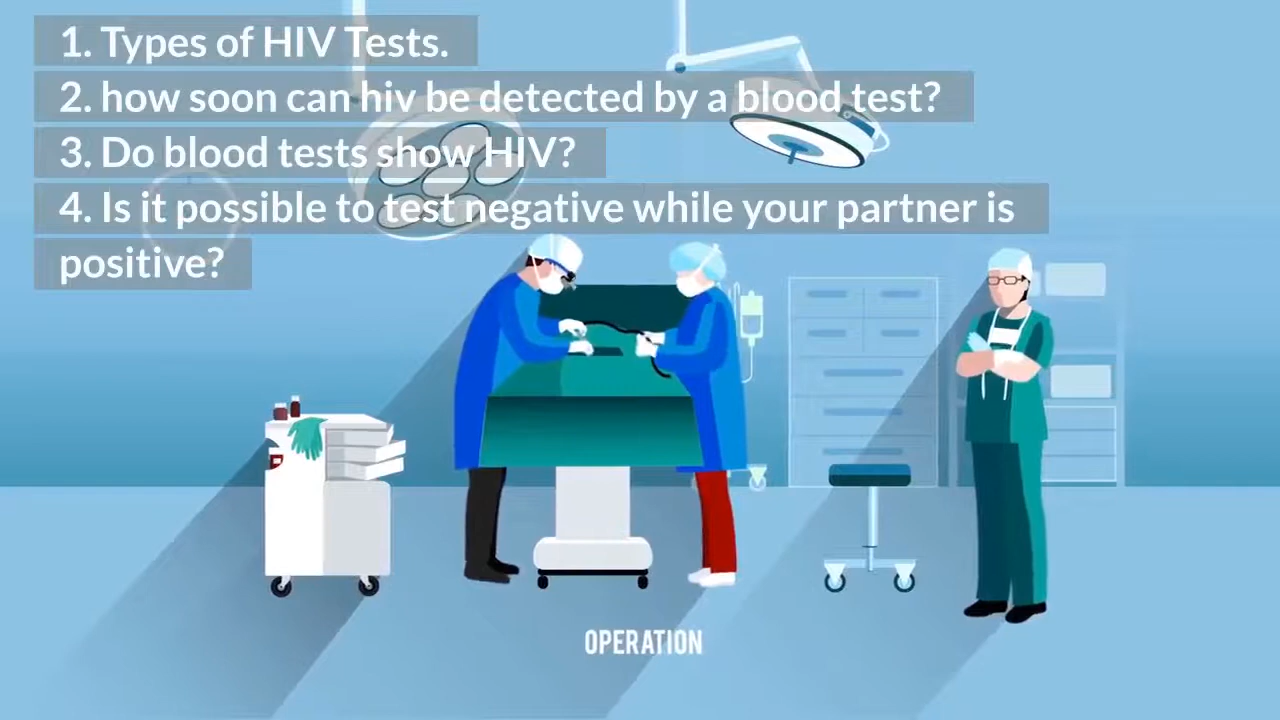 1. Types of HIV Tests.
2. how soon can hiv be detected by a blood test?
3. Do blood tests show HIV?
4. Is it possible to test negative while your partner is
positive?
OPERATION